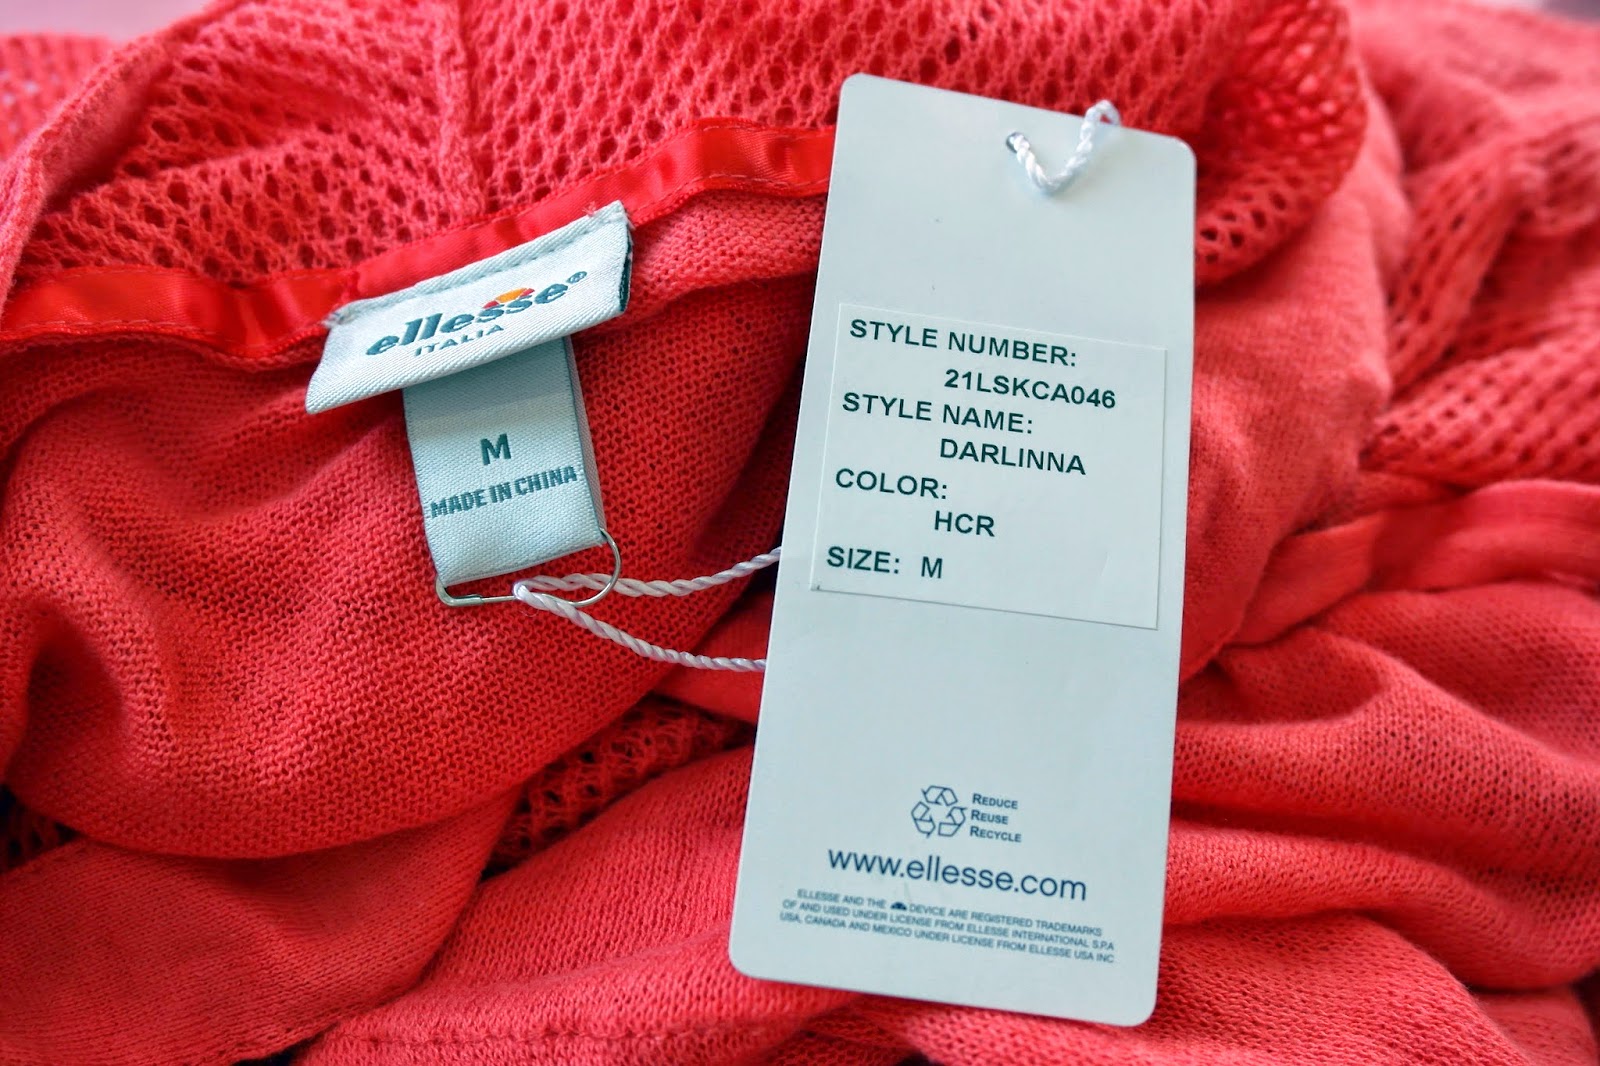 ellesse®
ITALIA
M
MADE IN CHINA
STYLE NUMBER:
21LSKCA046
STYLE NAME:
DARLINNA
COLOR:
HCR
SIZE: M
REDUCE
REUSE
RECYCLE
www.ellesse.com
ELLESSE AND THE DEVICE ARE REGISTERED TRADEMARKS
OF AND USED UNDER LICENSE FROM ELLESSE INTERNATIONAL S.P.A
USA, CANADA AND MEXICO UNDER LICENSE FROM ELLESSE USA INC